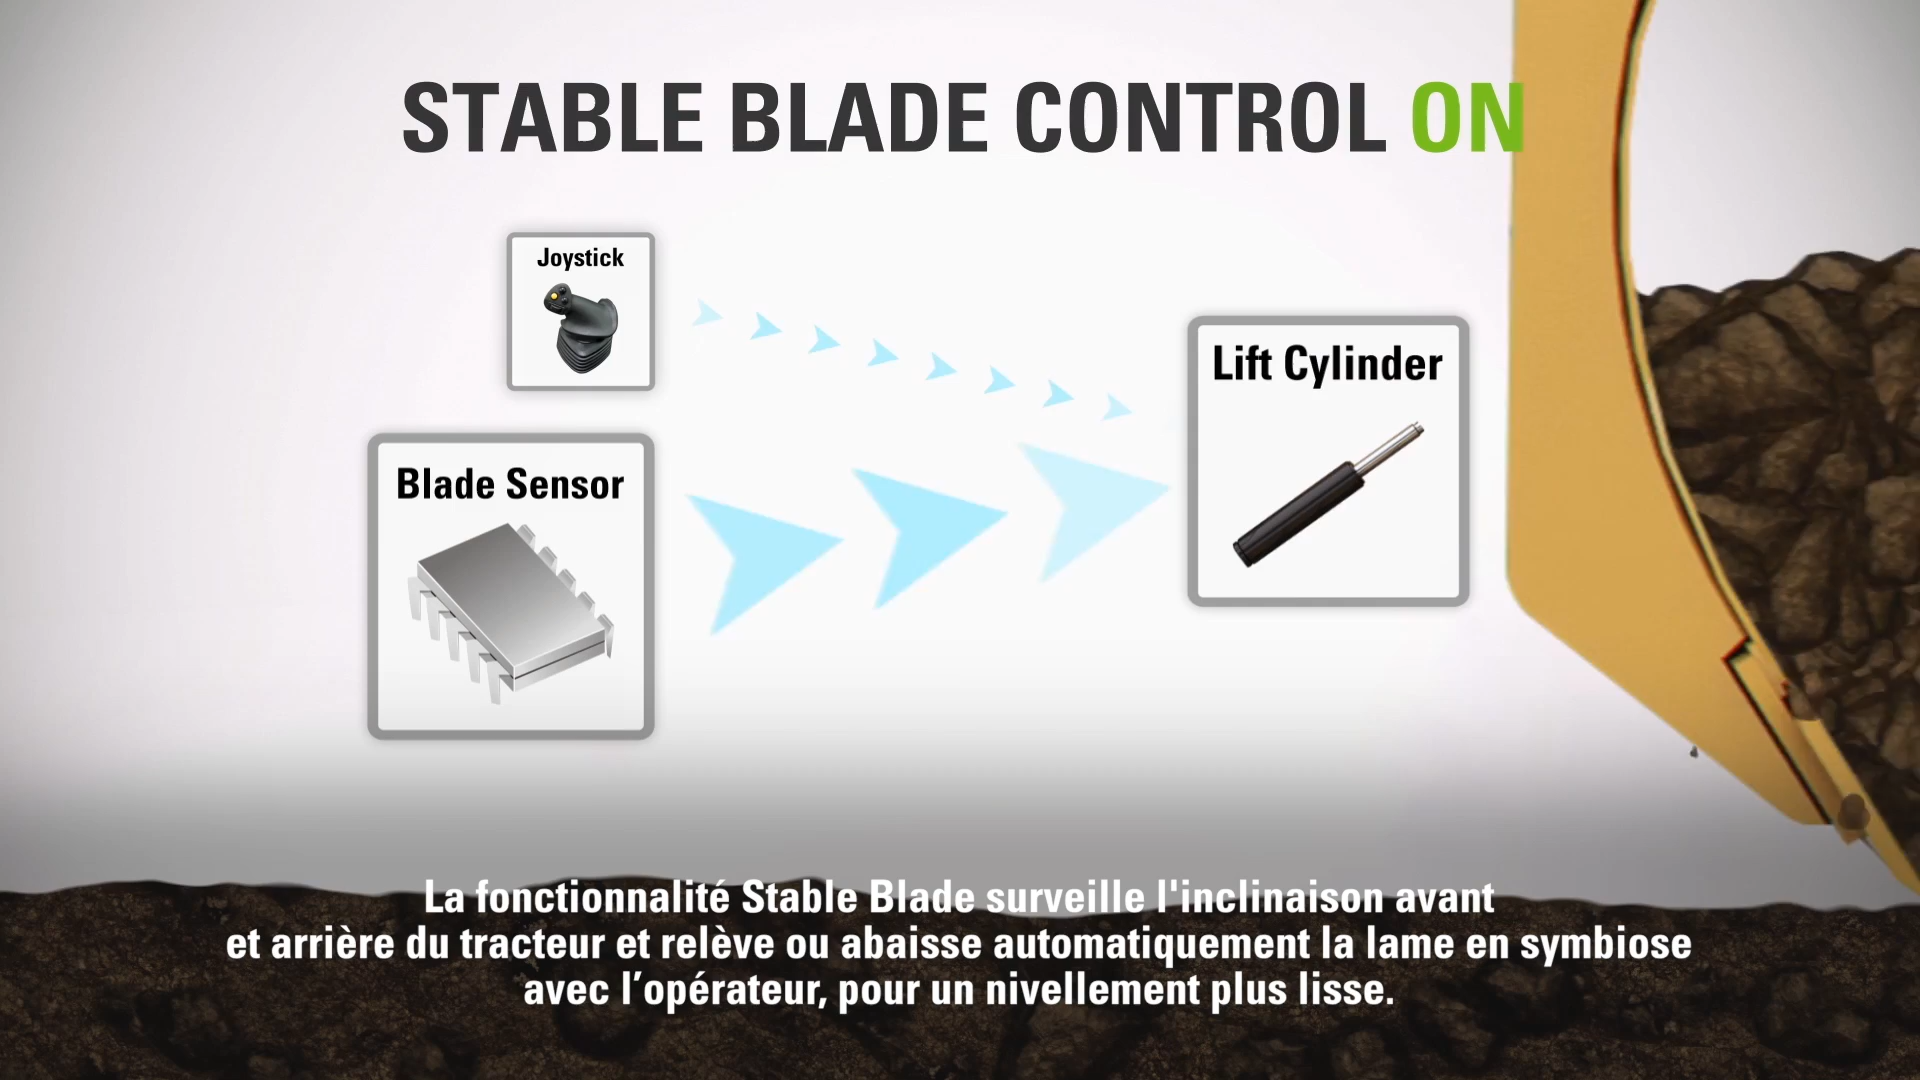 STABLE BLADE CONTROL ON
Joystick
Lift Cylinder
Blade Sensor
La fonctionnalité Stable Blade surveille l'inclinaison avant
et arrière du tracteur et relève ou abaisse automatiquement la lame en symbiose
avec l’opérateur, pour un nivellement plus lisse.